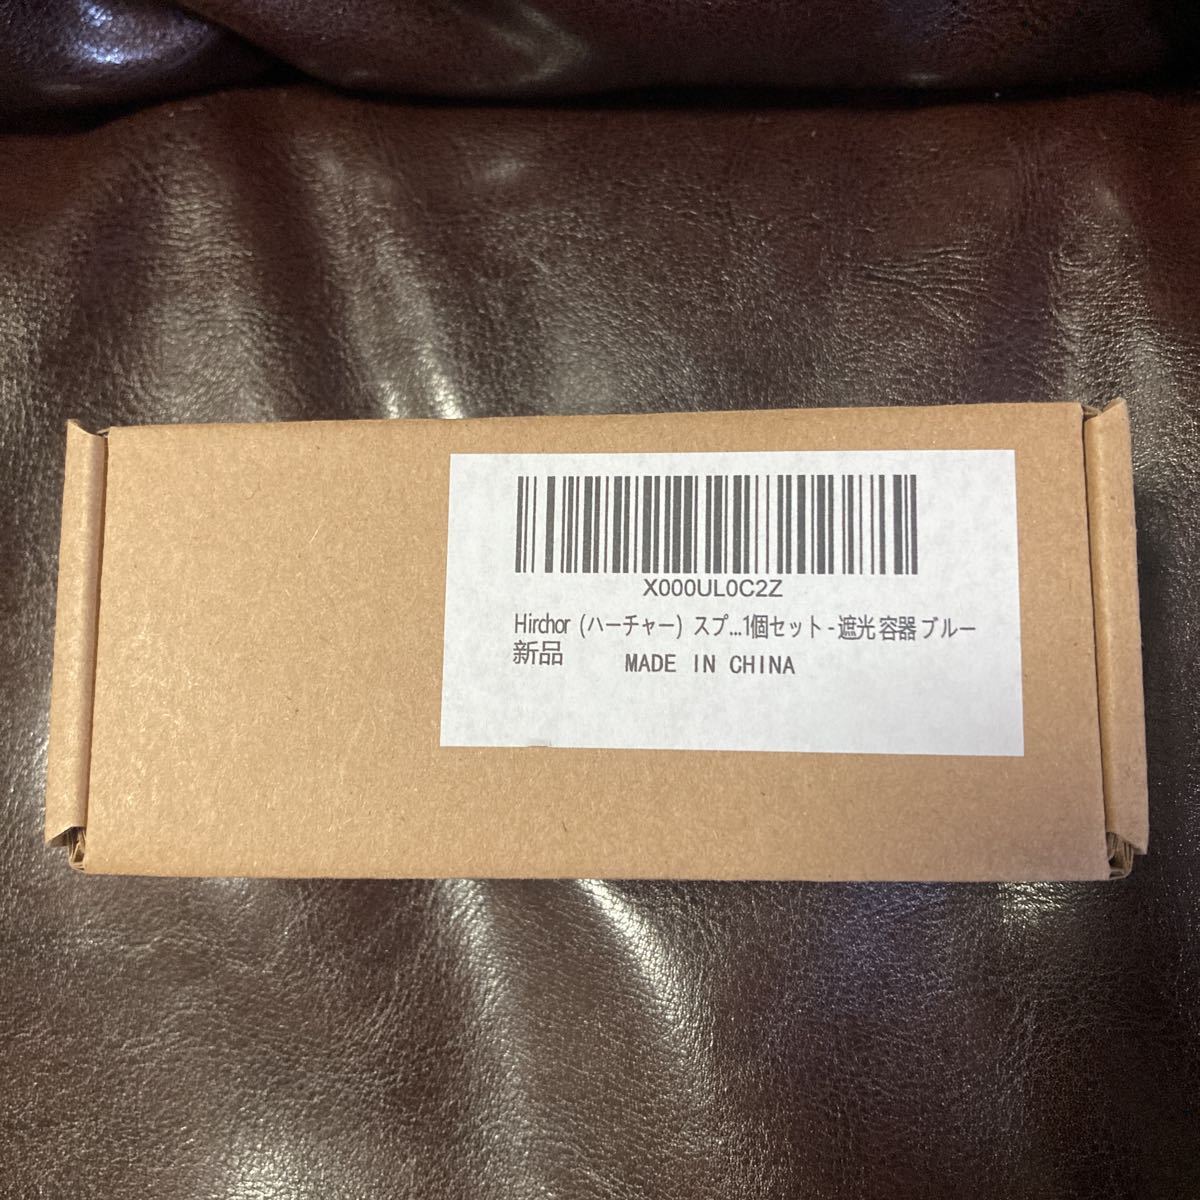 X000UL0C2Z
Hirchor (ハーチャー) スプ...1個セット - 遮光 容器 ブルー
新品 MADE IN CHINA